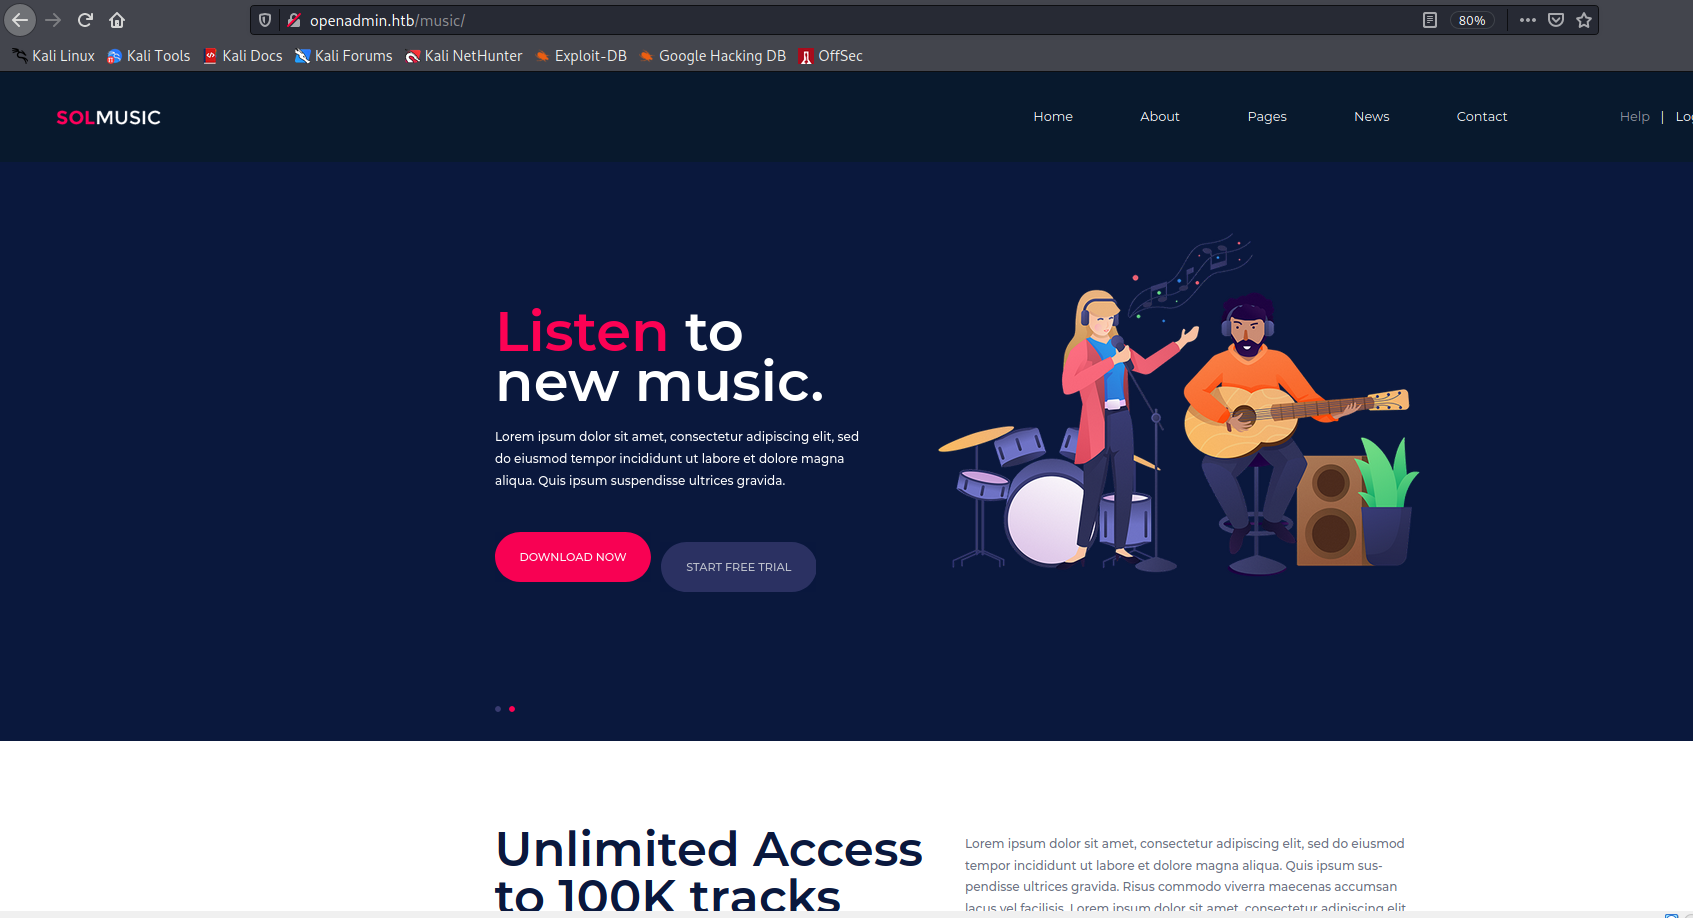 openadmin.htb/music/
80%
Kali Linux Kali Tools Kali Docs Kali Forums Kali NetHunter Exploit-DB Google Hacking DB OffSec
SOLMUSIC Home About Pages News Contact Help |
Listen to
new music.
Lorem ipsum dolor sit amet, consectetur adipiscing elit, sed
do eiusmod tempor incididunt ut labore et dolore magna
aliqua. Quis ipsum suspendisse ultrices gravida.
DOWNLOAD NOW
START FREE TRIAL
Unlimited Access
to 100K tracks
Lorem ipsum dolor sit amet, consectetur adipiscing elit, sed do eiusmod
tempor incididunt ut labore et dolore magna aliqua. Quis ipsum sus-
pendisse ultrices gravida. Risus commodo viverra maecenas accumsan
lacus vel facilisis. Lorem ipsum dolor sit amet, consectetur adipiscing elit